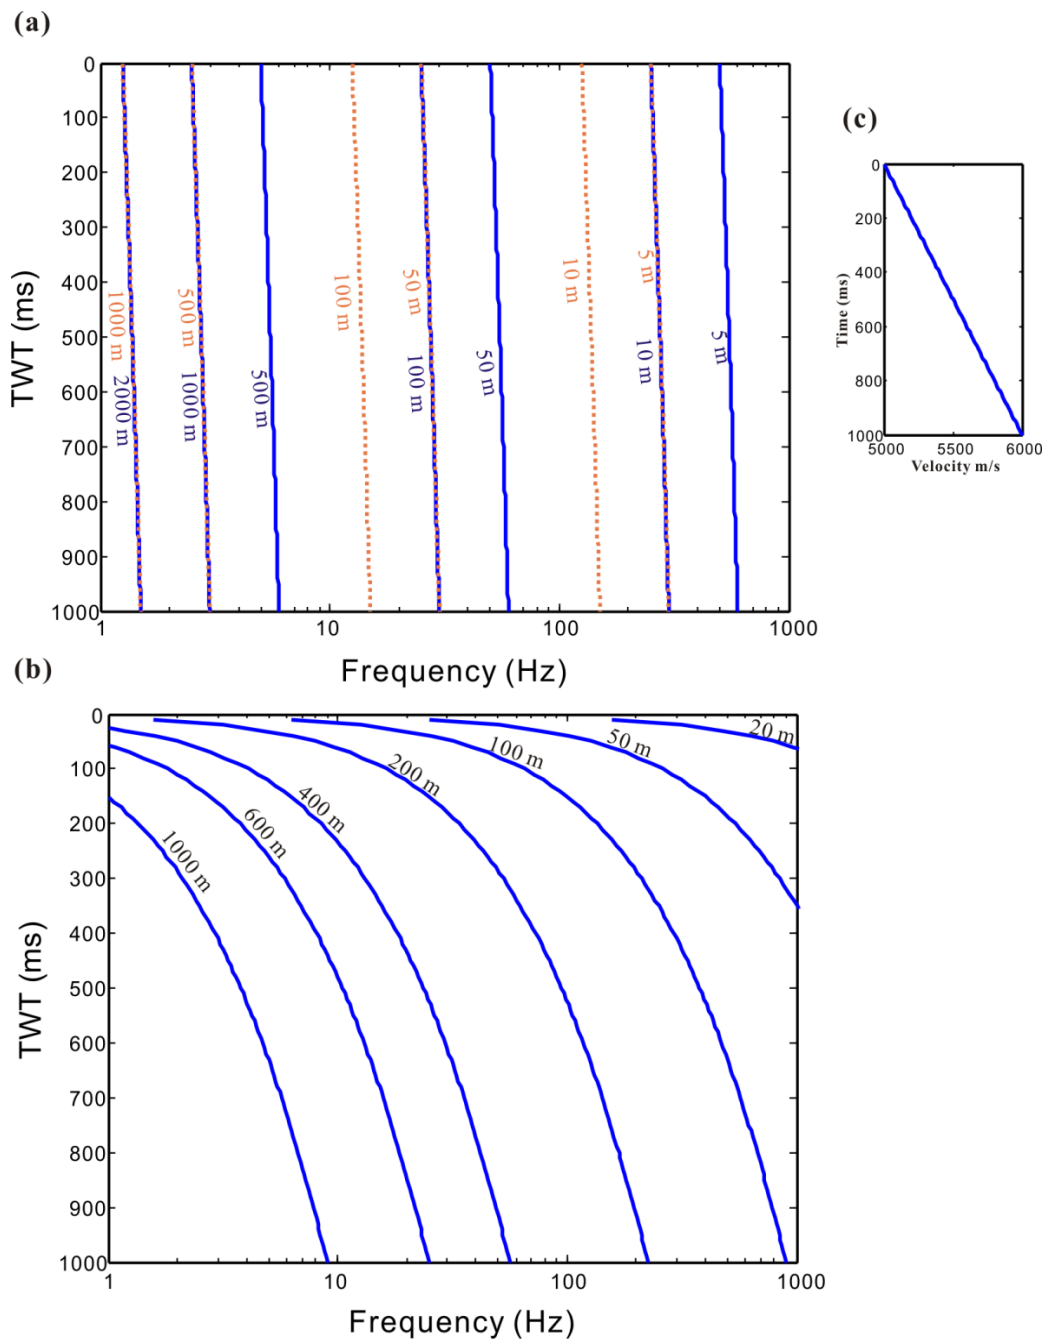 (a)
0
100
200
300
400
500
600
700
800
900
1000
TWT (ms)
1000 m
2000 m
500 m
1000 m
500 m
100 m
50 m
100 m
50 m
10 m
5 m
10 m
5 m
1
10
100
1000
Frequency (Hz)
(c)
0
200
400
600
800
1000
Time (ms)
5000 5500 6000
Velocity m/s
(b)
0
100
200
300
400
500
600
700
800
900
1000
TWT (ms)
1000 m
600 m
400 m
200 m
100 m
50 m
20 m
1
10
100
1000
Frequency (Hz)